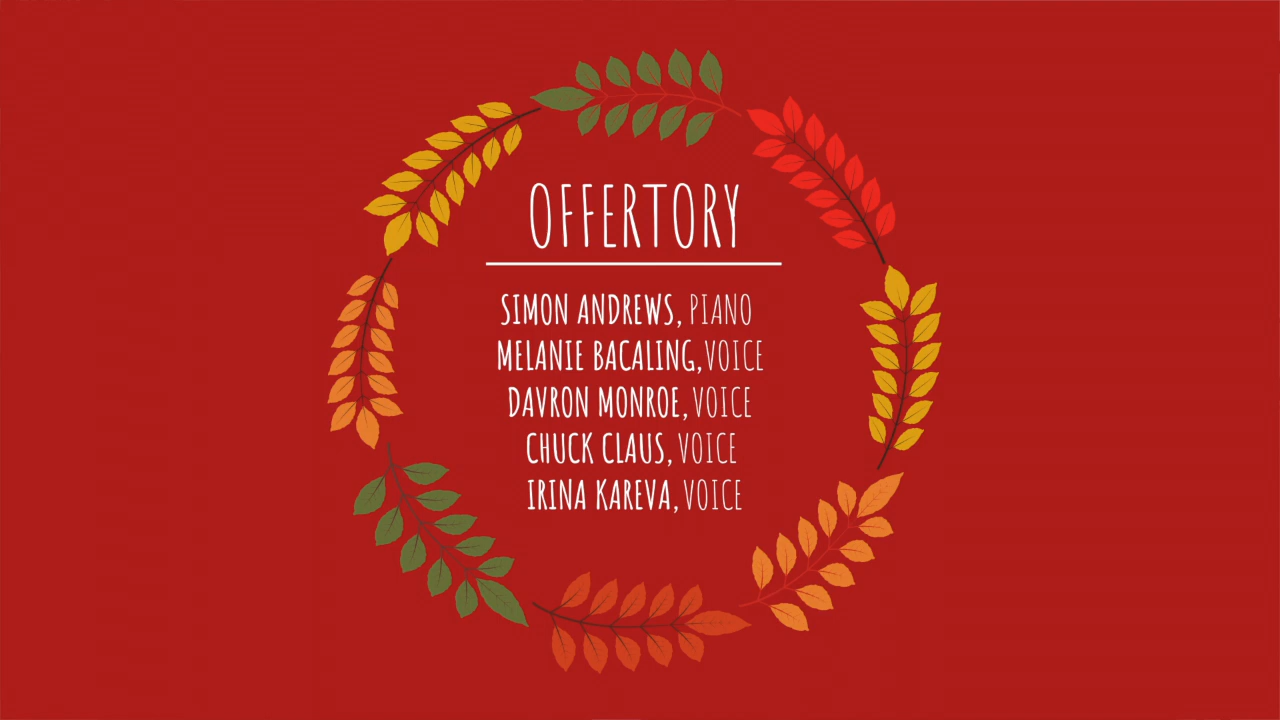 OFFERTORY
SIMON ANDREWS, PIANO
MELANIE BACALING, VOICE
DAVRON MONROE, VOICE
CHUCK CLAUS, VOICE
IRINA KAREVA, VOICE